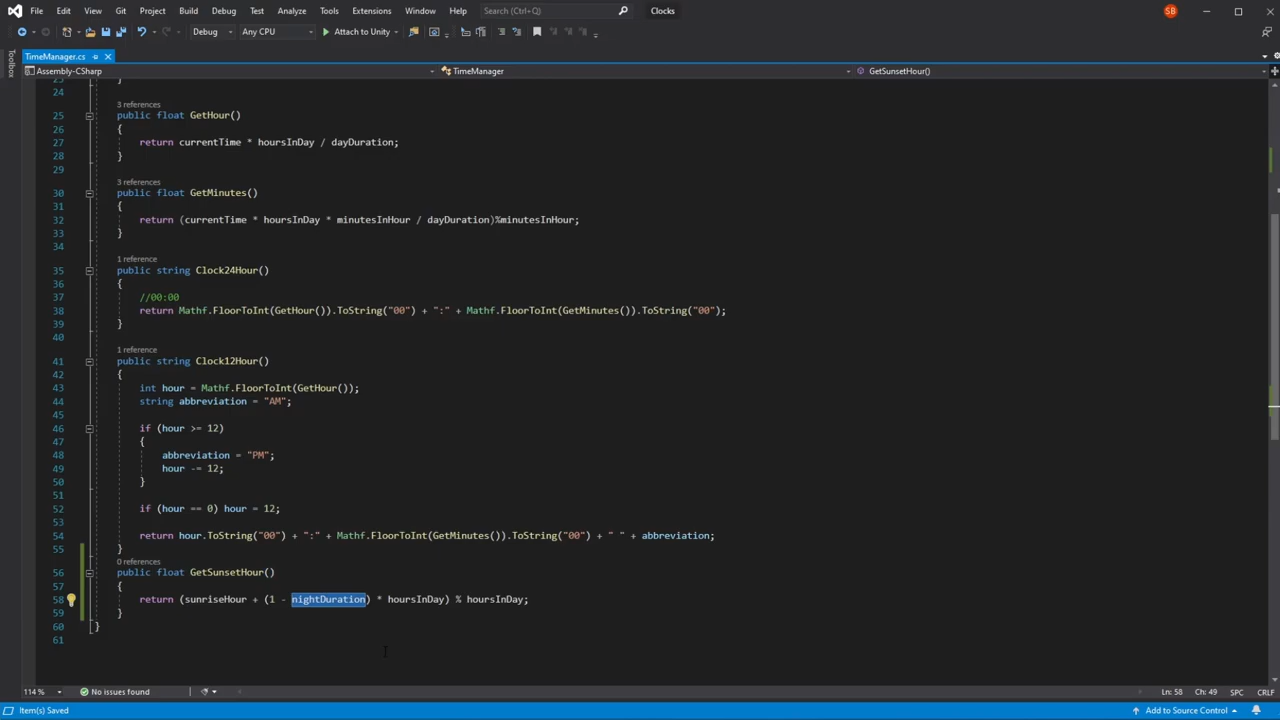 File Edit View Git Project Build Debug Test Analyze Tools Extensions Window Help Search (Ctrl+Q) Clocks SB
Debug Any CPU Attach to Unity
Toolbox
TimeManager.cs
Assembly-CSharp TimeManager GetSunsetHour()
23 }
24
3 references
25 public float GetHour()
26 {
27 return currentTime * hoursInDay / dayDuration;
28 }
29
3 references
30 public float GetMinutes()
31 {
32 return (currentTime * hoursInDay * minutesInHour / dayDuration)%minutesInHour;
33 }
34
1 reference
35 public string Clock24Hour()
36 {
37 //00:00
38 return Mathf.FloorToInt(GetHour()).ToString("00") + ":" + Mathf.FloorToInt(GetMinutes()).ToString("00");
39 }
40
1 reference
41 public string Clock12Hour()
42 {
43 int hour = Mathf.FloorToInt(GetHour());
44 string abbreviation = "AM";
45
46 if (hour >= 12)
47 {
48 abbreviation = "PM";
49 hour -= 12;
50 }
51
52 if (hour == 0) hour = 12;
53
54 return hour.ToString("00") + ":" + Mathf.FloorToInt(GetMinutes()).ToString("00") + " " + abbreviation;
55 }
0 references
56 public float GetSunsetHour()
57 {
58 return (sunriseHour + (1 - nightDuration) * hoursInDay) % hoursInDay;
59 }
60 }
61
114 % No issues found Ln: 58 Ch: 49 SPC CRLF
Item(s) Saved Add to Source Control